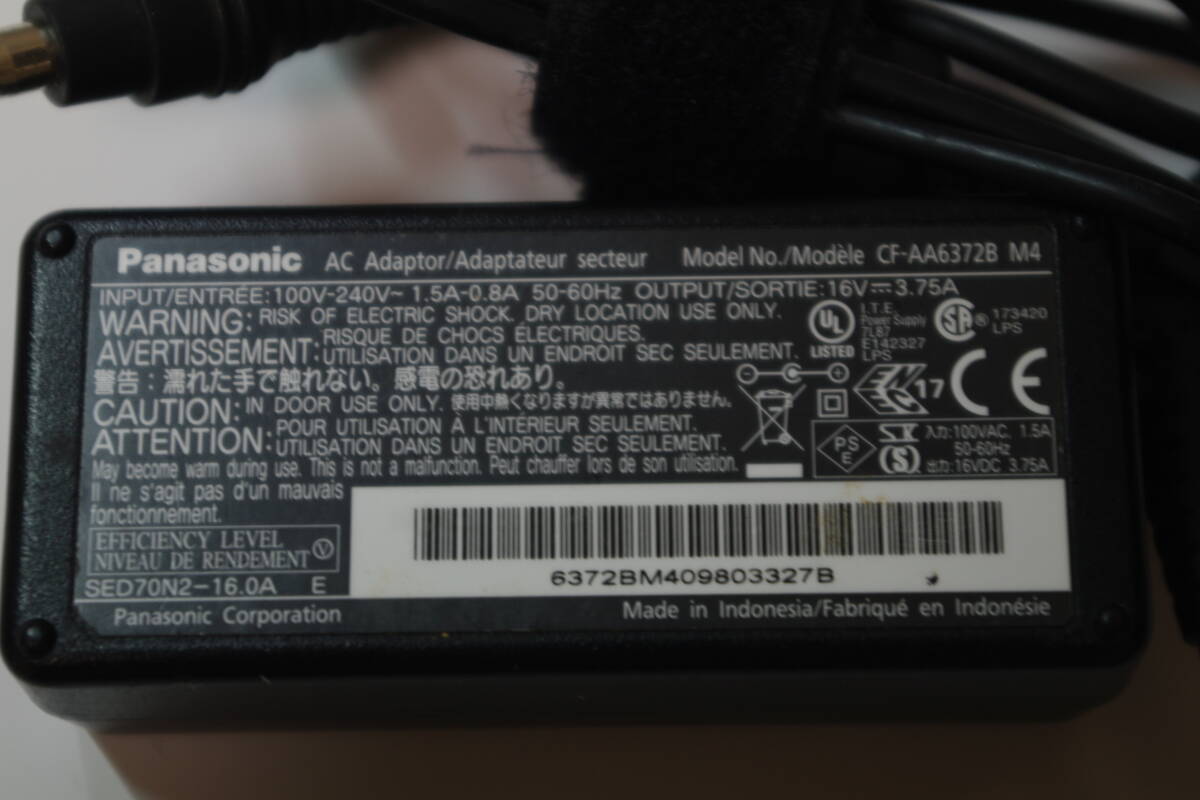 Panasonic AC Adaptor/Adaptateur secteur Model No./Modèle CF-AA6372B M4
INPUT/ENTRÉE:100V-240V~ 1.5A-0.8A 50-60Hz OUTPUT/SORTIE:16V⎓3.75A
WARNING: RISK OF ELECTRIC SHOCK. DRY LOCATION USE ONLY.
AVERTISSEMENT: RISQUE DE CHOCS ÉLECTRIQUES.
UTILISATION DANS UN ENDROIT SEC SEULEMENT.
警告：濡れた手で触れない。感電の恐れあり。
CAUTION: IN DOOR USE ONLY. 使用中熱くなりますが異常ではありません。
ATTENTION: POUR UTILISATION À L'INTÉRIEUR SEULEMENT.
UTILISATION DANS UN ENDROIT SEC SEULEMENT.
May become warm during use. This is not a malfunction. Peut chauffer lors de son utilisation.
Il ne s'agit pas d'un mauvais
fonctionnement.
EFFICIENCY LEVEL
NIVEAU DE RENDEMENT Ⓥ
SED70N2-16.0A E
UL
LISTED
I.T.E.
Power Supply
7L87
E142327
LPS
SA ® 173420
LPS
17
CE
PS
E
S
入力:100VAC, 1.5A
50-60Hz
出力:16VDC 3.75A
6372BM409803327B
Panasonic Corporation Made in Indonesia/Fabriqué en Indonésie